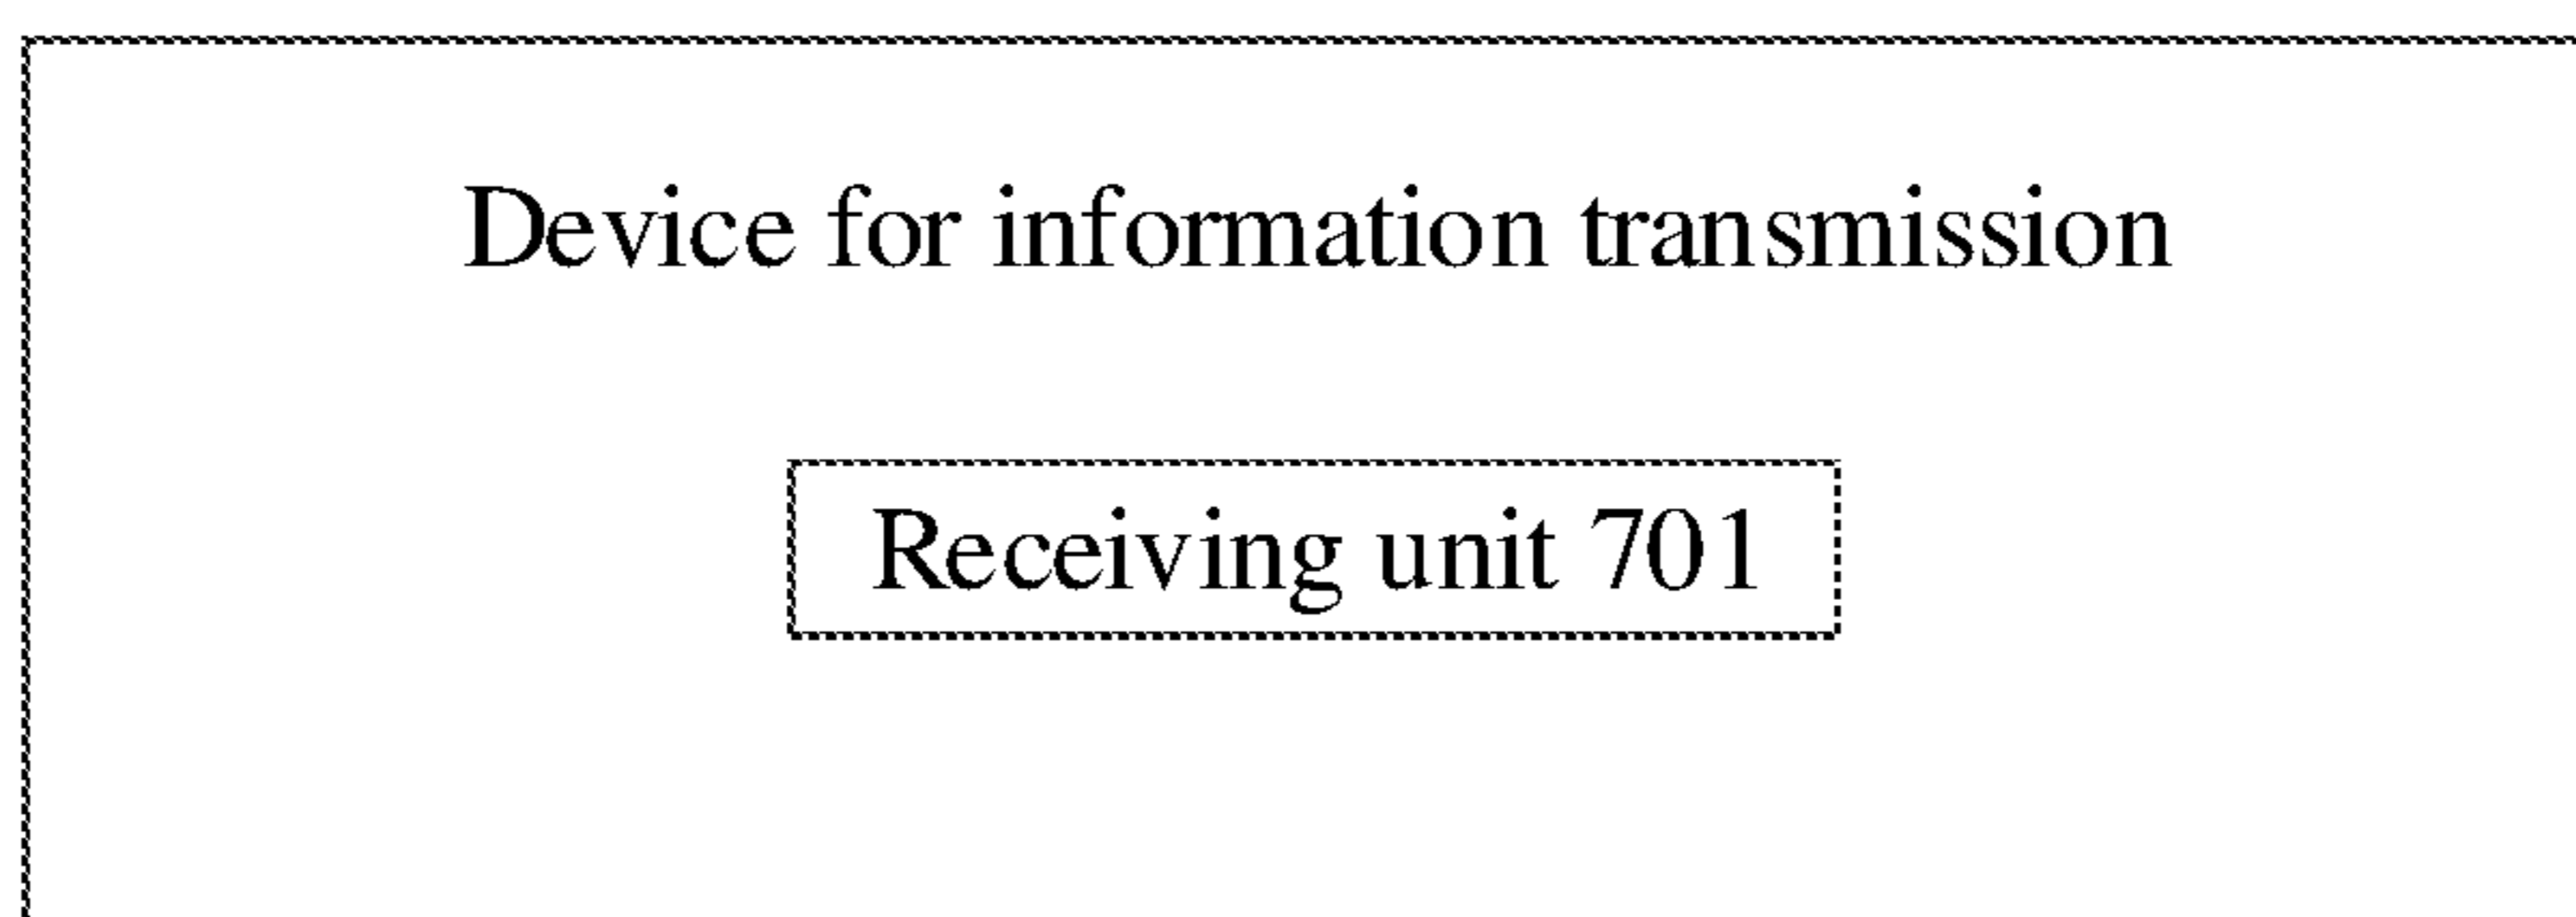 Device for information transmission
Receiving unit 701